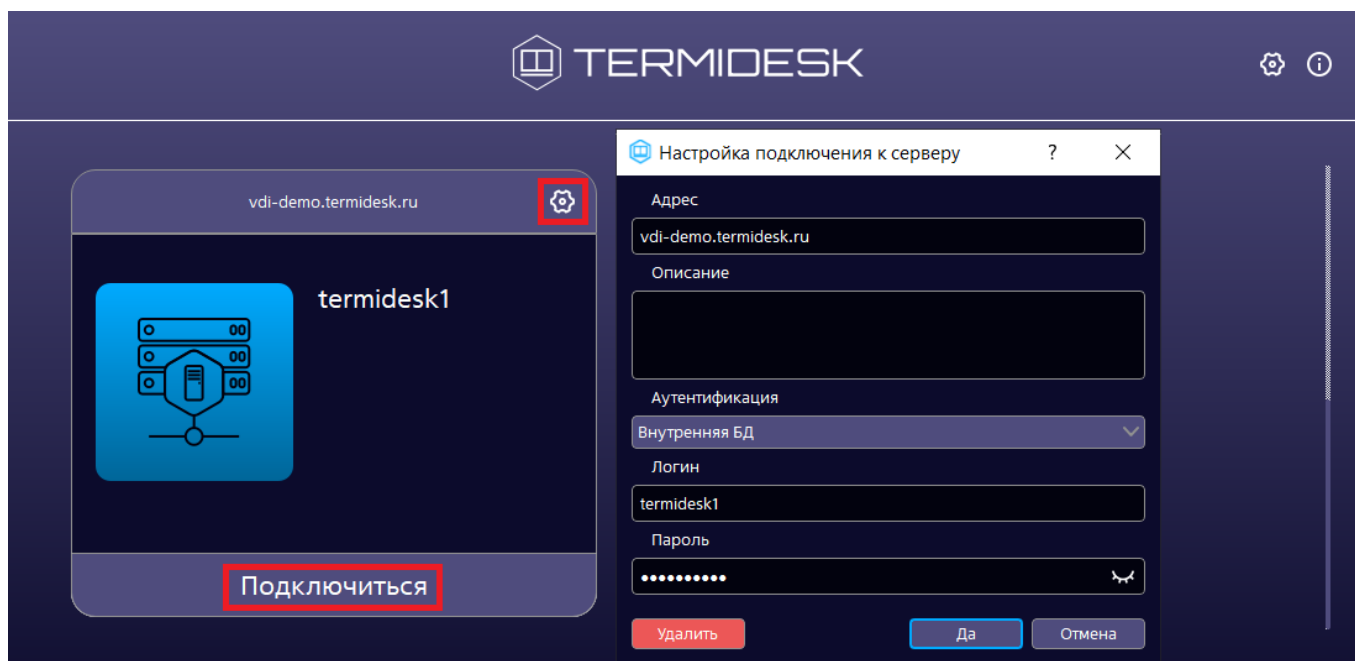 TERMIDESK
vdi-demo.termidesk.ru
termidesk1
Подключиться
Настройка подключения к серверу
?
Адрес
vdi-demo.termidesk.ru
Описание
Аутентификация
Внутренняя БД
Логин
termidesk1
Пароль
••••••••••
Удалить
Да
Отмена